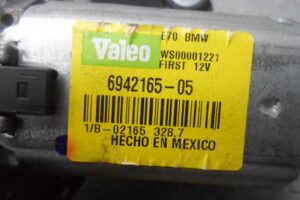 Valeo
E70 BMW
WS00001221
FIRST 12V
6942165-05
1/B-02165 328,7
HECHO EN MEXICO